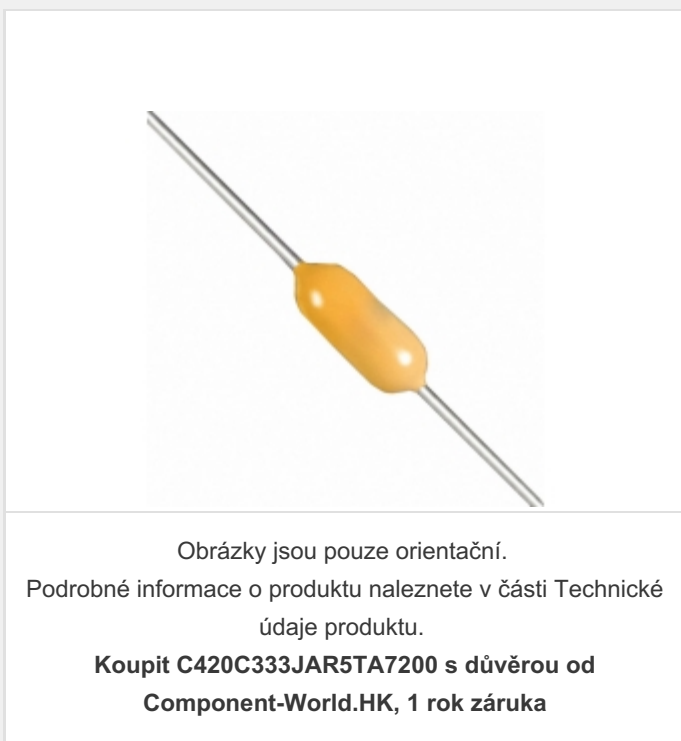 Obrázky jsou pouze orientační.
Podrobné informace o produktu naleznete v části Technické
údaje produktu.
Koupit C420C333JAR5TA7200 s důvěrou od
Component-World.HK, 1 rok záruka